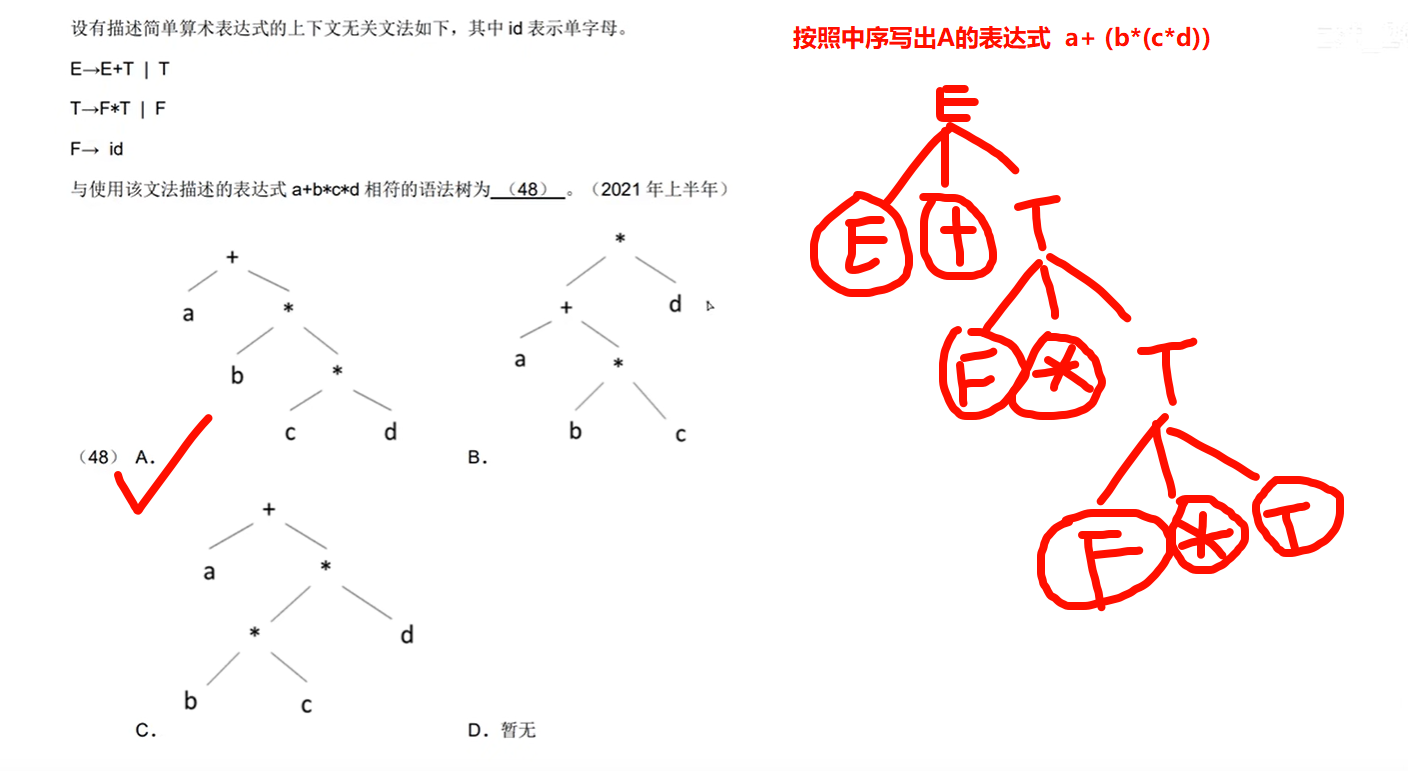 设有描述简单算术表达式的上下文无关文法如下，其中 id 表示单字母。
E→E+T | T
T→F*T | F
F→ id
与使用该文法描述的表达式 a+b*c*d 相符的语法树为 （48） 。（2021 年上半年）
+
a
*
b
*
c
d
（48） A.
*
+
d
a
*
b
c
B.
+
a
*
*
d
b
c
C.
D. 暂无
按照中序写出A的表达式 a+ (b*(c*d))
E
E + T
F * T
F * T